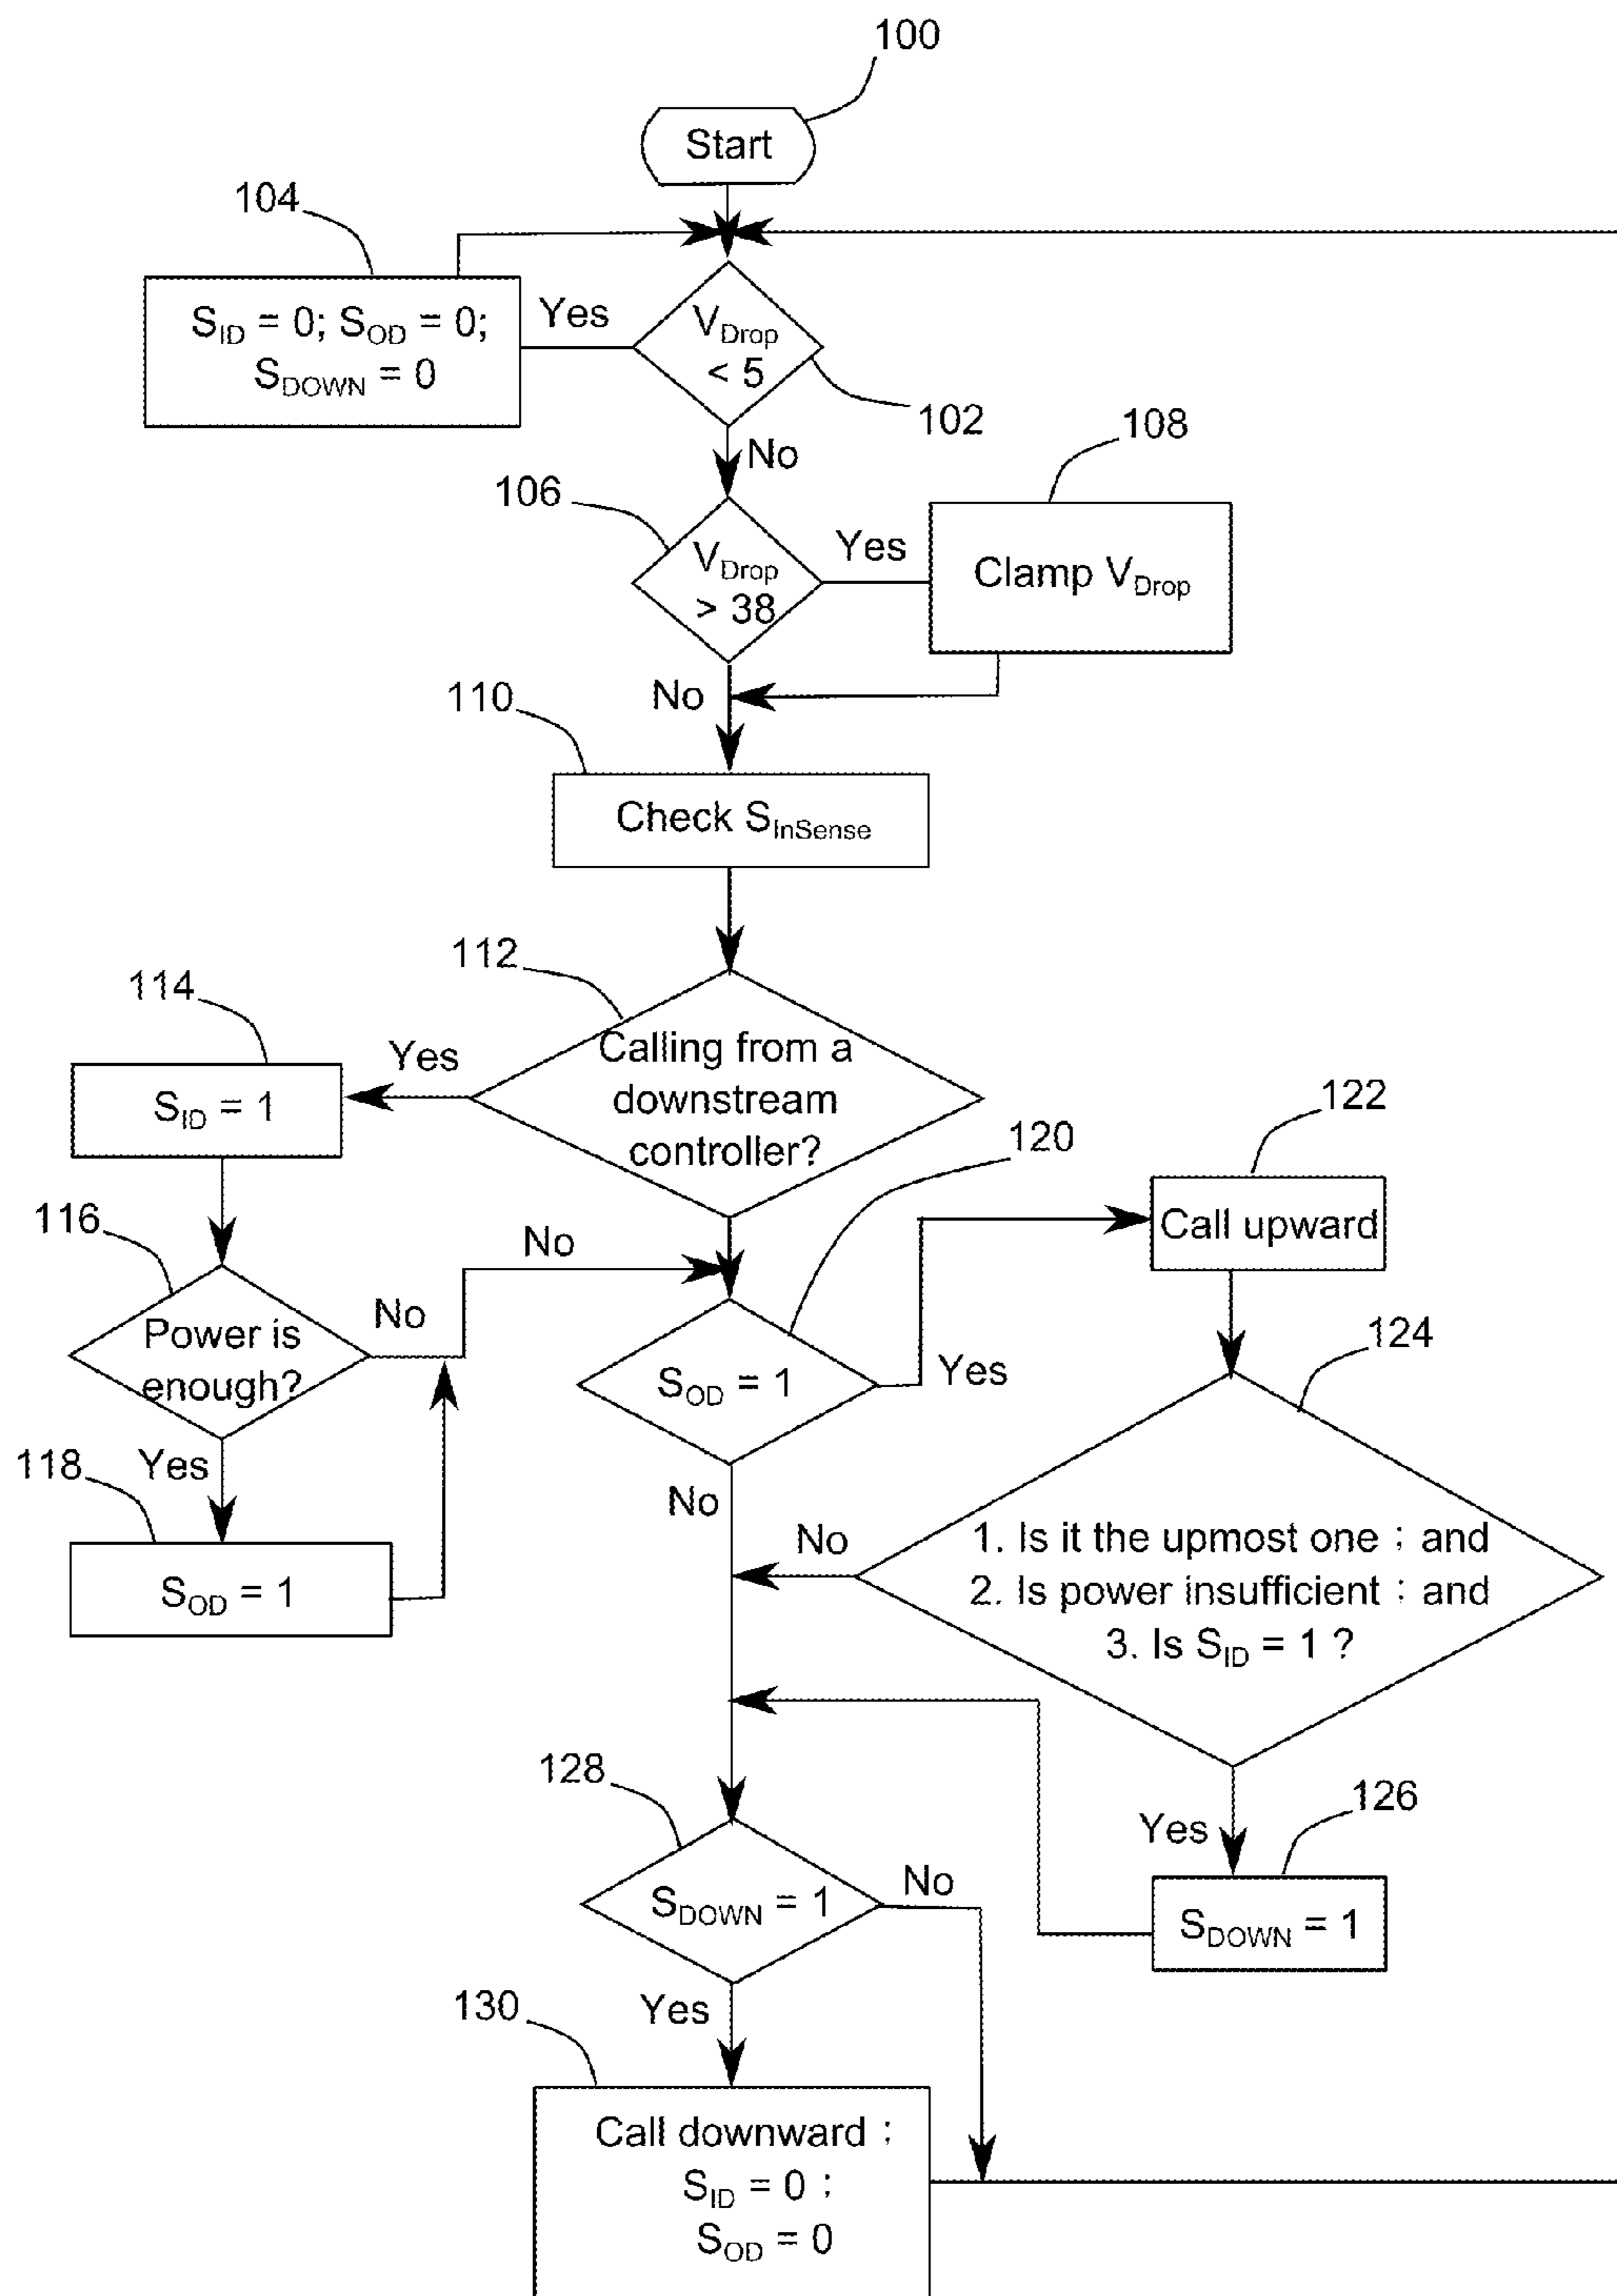 100
Start
104
S_ID = 0; S_OD = 0;
S_DOWN = 0
Yes
V_Drop
< 5
102
No
108
106
V_Drop
> 38
Yes
Clamp V_Drop
No
110
Check S_InSense
112
114
Yes
Calling from a
downstream
controller?
S_ID = 1
122
120
116
No
Call upward
Power is
enough?
No
124
S_OD = 1
Yes
118
Yes
No
S_OD = 1
No
1. Is it the upmost one ; and
2. Is power insufficient ; and
3. Is S_ID = 1 ?
128
126
Yes
S_DOWN = 1
No
S_DOWN = 1
130
Yes
Call downward ;
S_ID = 0 ;
S_OD = 0